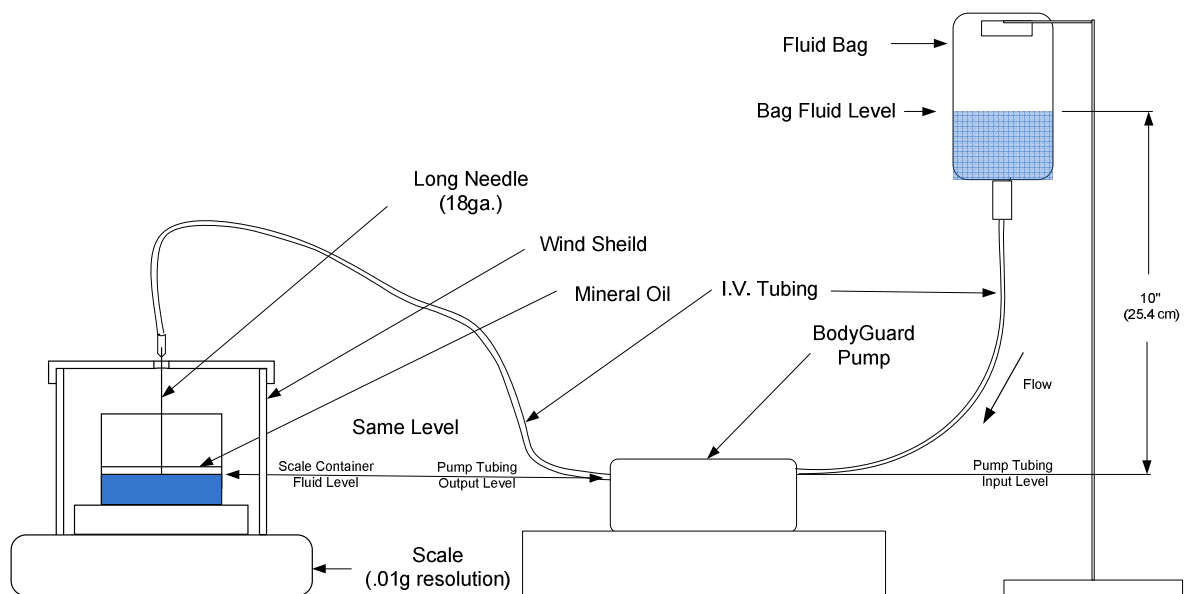 Fluid Bag
Bag Fluid Level
Long Needle
(18ga.)
Wind Sheild
Mineral Oil
I.V. Tubing
10"
(25.4 cm)
BodyGuard
Pump
Flow
Same Level
Scale Container
Fluid Level
Pump Tubing
Output Level
Pump Tubing
Input Level
Scale
(.01g resolution)